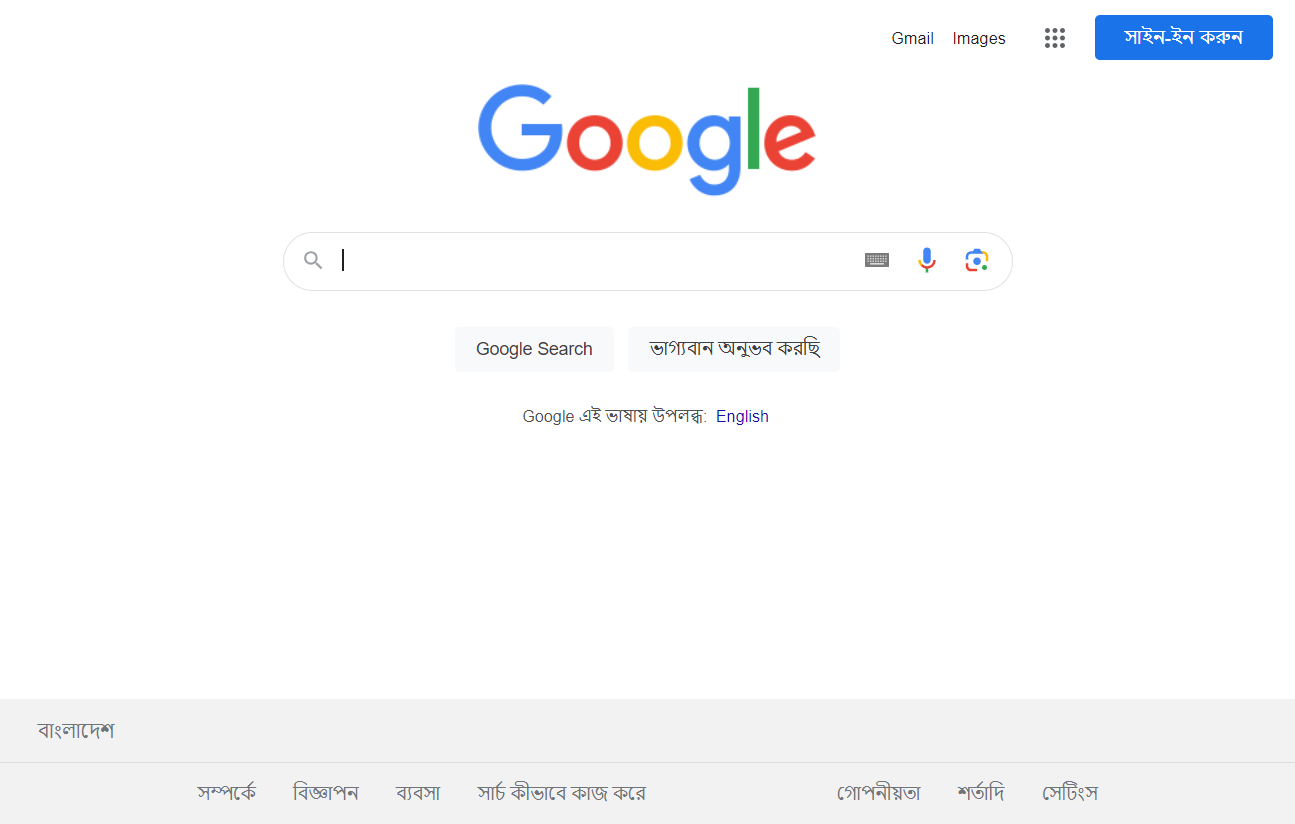 Gmail Images সাইন-ইন করুন
Google
Google Search ভাগ্যবান অনুভব করছি
Google এই ভাষায় উপলব্ধ: English
বাংলাদেশ
সম্পর্কে বিজ্ঞাপন ব্যবসা সার্চ কীভাবে কাজ করে গোপনীয়তা শর্তাদি সেটিংস